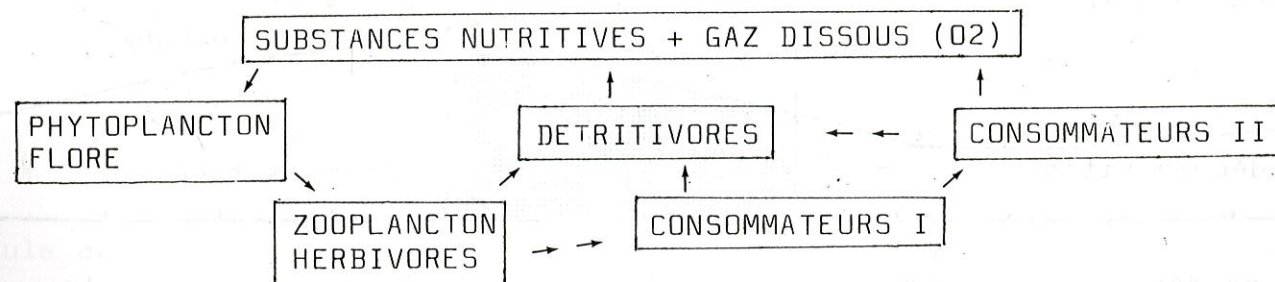 SUBSTANCES NUTRITIVES + GAZ DISSOUS (O2)
PHYTOPLANCTON
FLORE
DETRITIVORES
CONSOMMATEURS II
ZOOPLANCTON
HERBIVORES
CONSOMMATEURS I